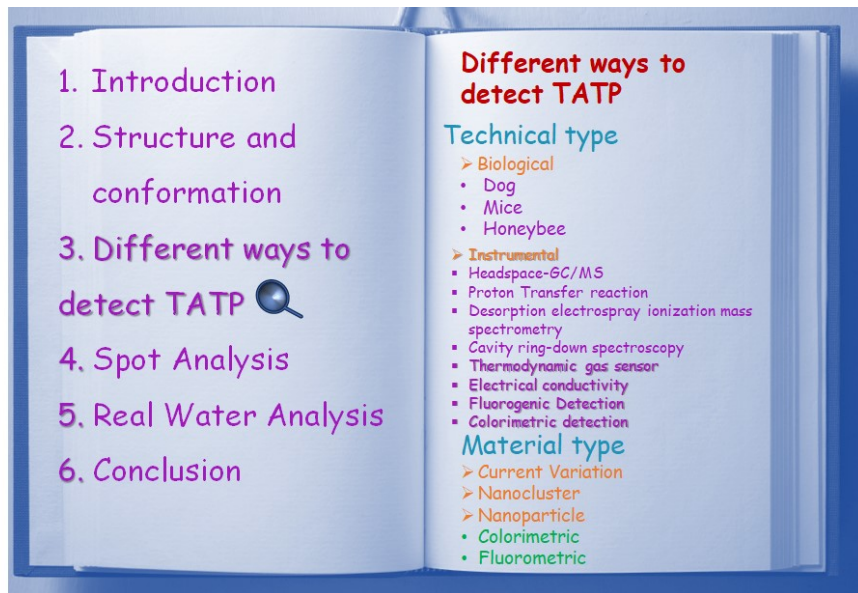 1. Introduction
2. Structure and
conformation
3. Different ways to
detect TATP
4. Spot Analysis
5. Real Water Analysis
6. Conclusion
Different ways to
detect TATP
Technical type
➢ Biological
• Dog
• Mice
• Honeybee
➢ Instrumental
▪ Headspace-GC/MS
▪ Proton Transfer reaction
▪ Desorption electrospray ionization mass
spectrometry
▪ Cavity ring-down spectroscopy
▪ Thermodynamic gas sensor
▪ Electrical conductivity
▪ Fluorogenic Detection
▪ Colorimetric detection
Material type
➢ Current Variation
➢ Nanocluster
➢ Nanoparticle
• Colorimetric
• Fluorometric